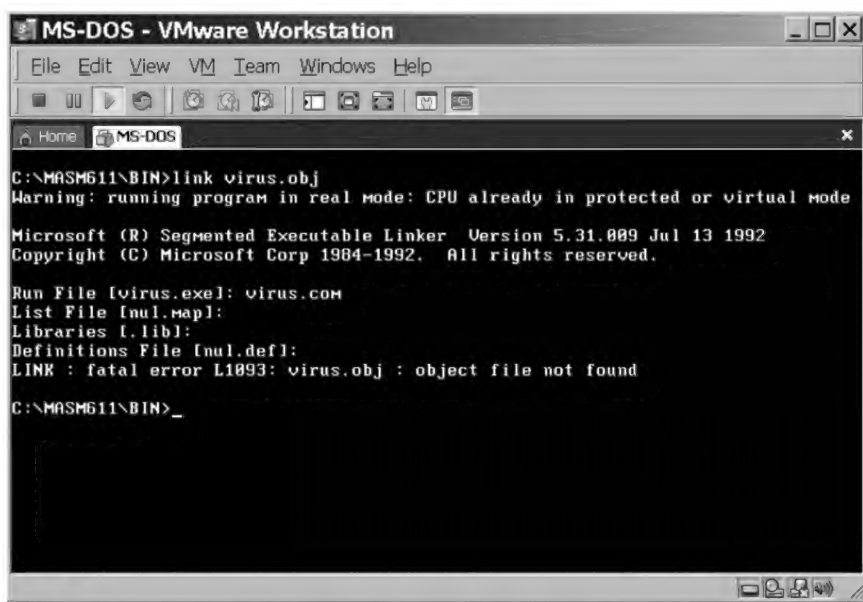 MS-DOS - VMware Workstation
File Edit View VM Team Windows Help
Home MS-DOS
C:\MASM611\BIN>link virus.obj
Warning: running program in real mode: CPU already in protected or virtual mode
Microsoft (R) Segmented Executable Linker Version 5.31.009 Jul 13 1992
Copyright (C) Microsoft Corp 1984-1992. All rights reserved.
Run File [virus.exe]: virus.com
List File [nul.map]:
Libraries [.lib]:
Definitions File [nul.def]:
LINK : fatal error L1093: virus.obj : object file not found
C:\MASM611\BIN>_